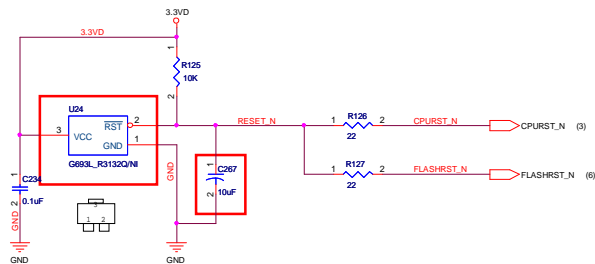 3.3VD
3.3VD
1
R125
10K
2
U24
3
VCC
RST
2
GND
1
G693L_R3132Q/NI
RESET_N
1
R126
2
22
CPURST_N
CPURST_N (3)
1
R127
2
22
FLASHRST_N
FLASHRST_N (6)
1
C234
2
0.1uF
GND
GND
3
1 2
GND
GND
1
C267
2
10uF